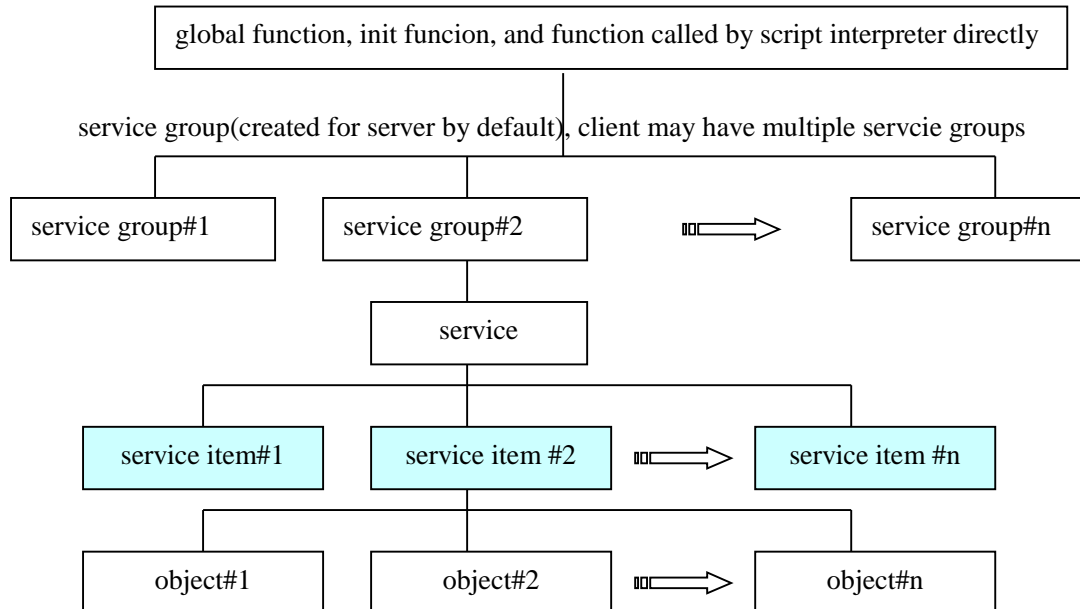 global function, init funcion, and function called by script interpreter directly
service group(created for server by default), client may have multiple servcie groups
service group#1
service group#2
service group#n
service
service item#1
service item #2
service item #n
object#1
object#2
object#n